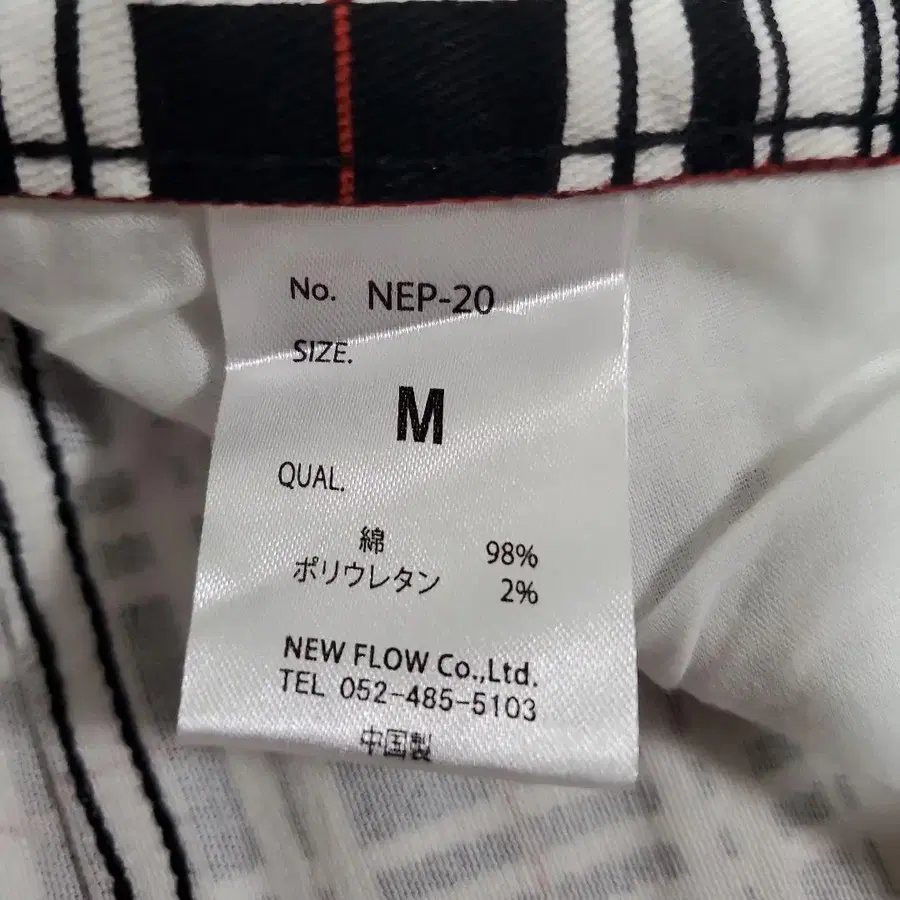 No. NEP-20
SIZE.
M
QUAL.
綿 98%
ポリウレタン 2%
NEW FLOW Co.,Ltd.
TEL 052-485-5103
中国製